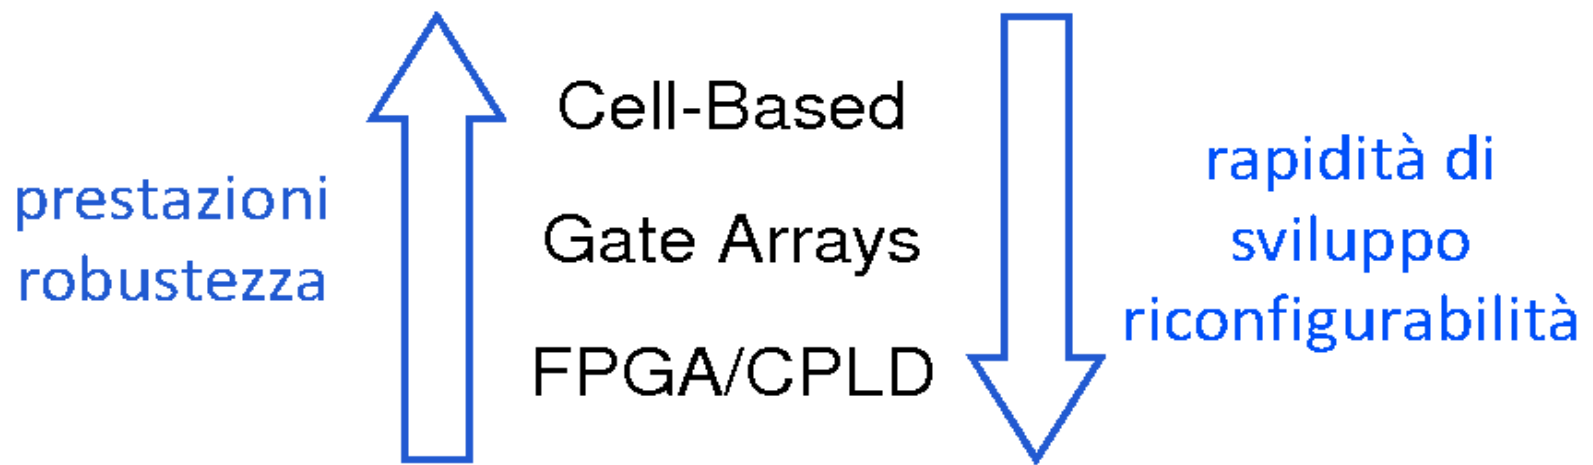 prestazioni
robustezza
Cell-Based
Gate Arrays
FPGA/CPLD
rapidità di
sviluppo
riconfigurabilità